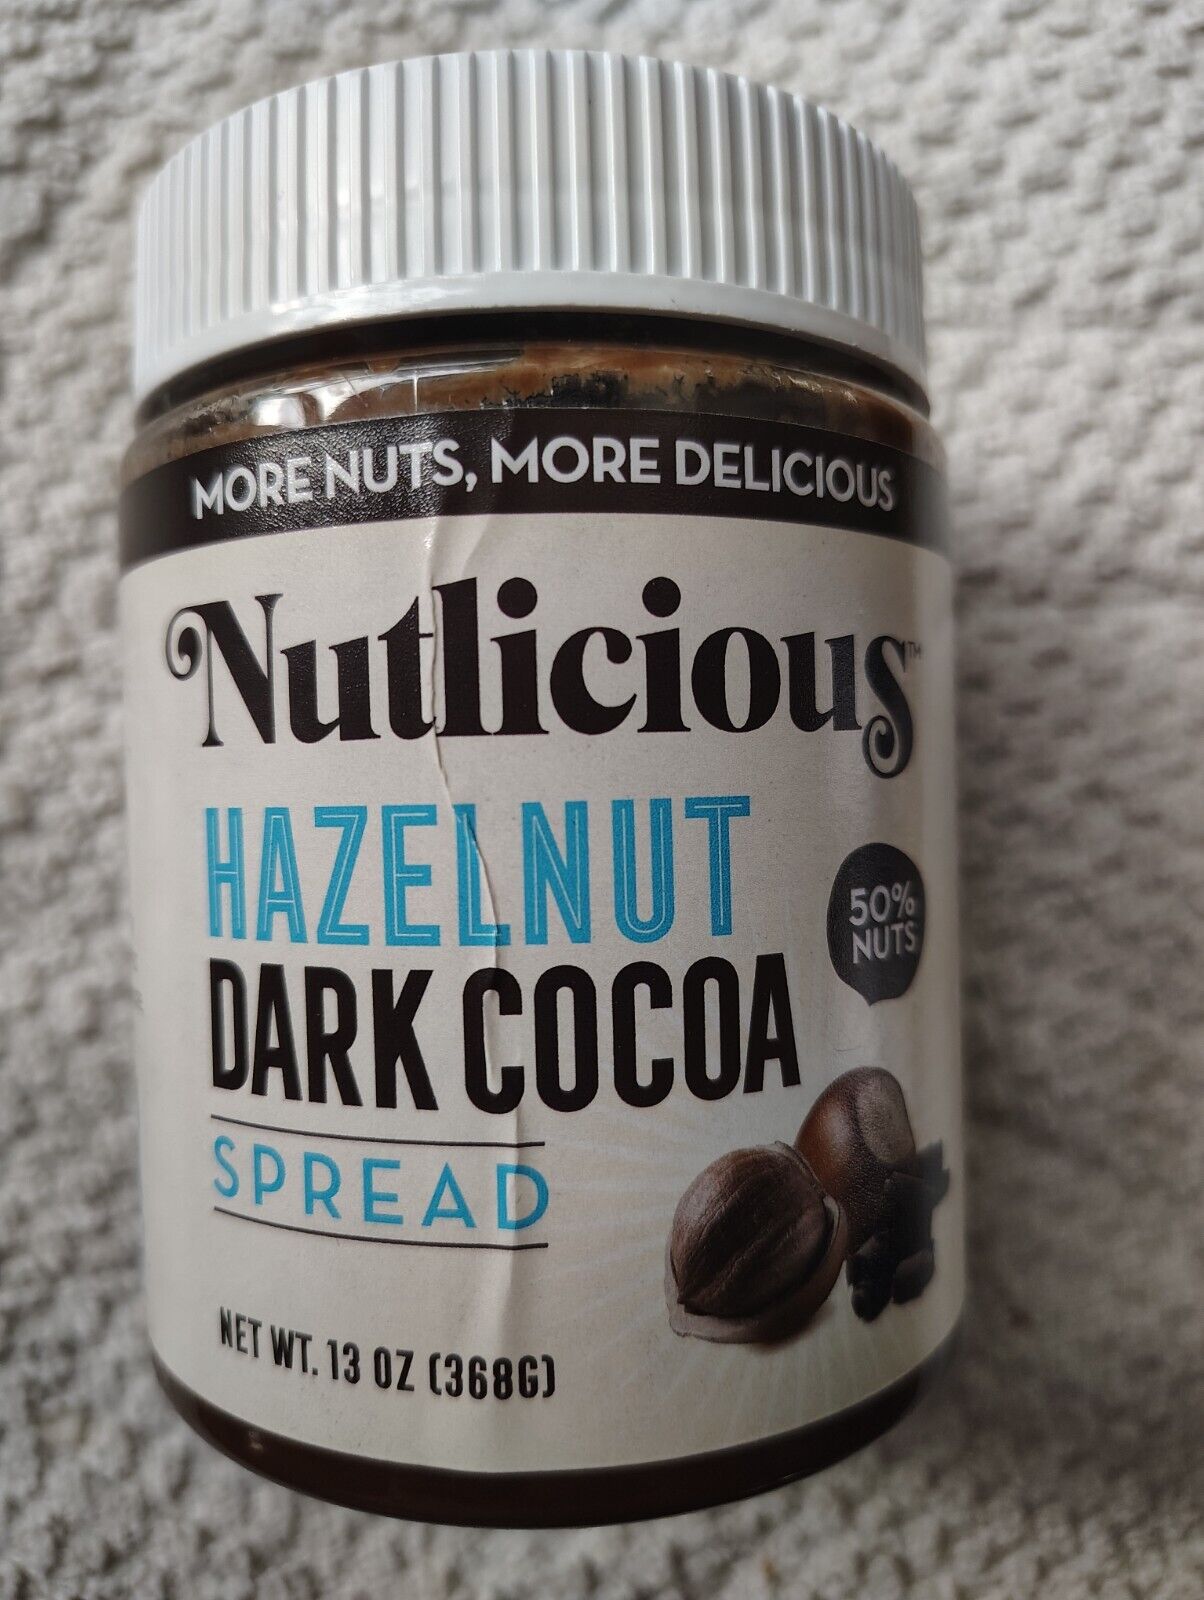 MORE NUTS, MORE DELICIOUS
Nutlicious™
HAZELNUT
DARK COCOA
SPREAD
50%
NUTS
NET WT. 13 OZ (368G)